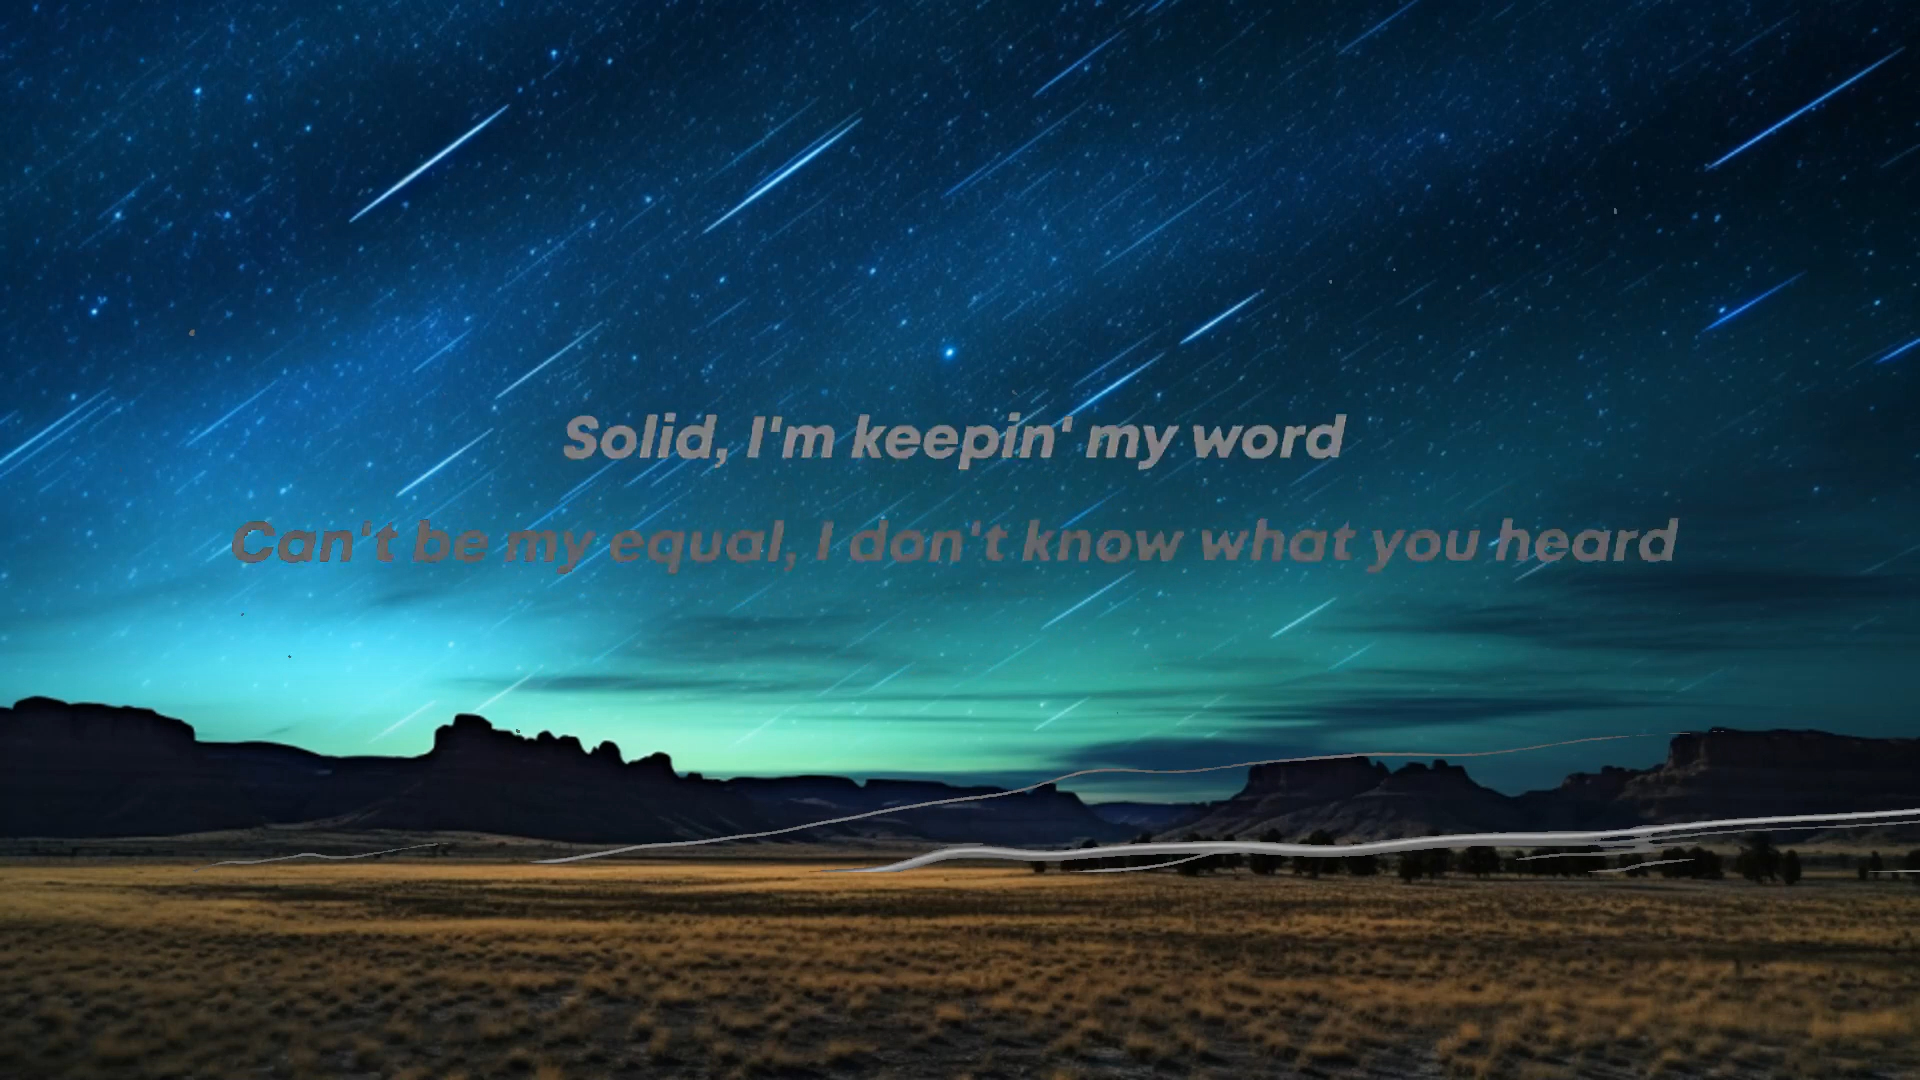 Solid, I'm keepin' my word
Can't be my equal, I don't know what you heard